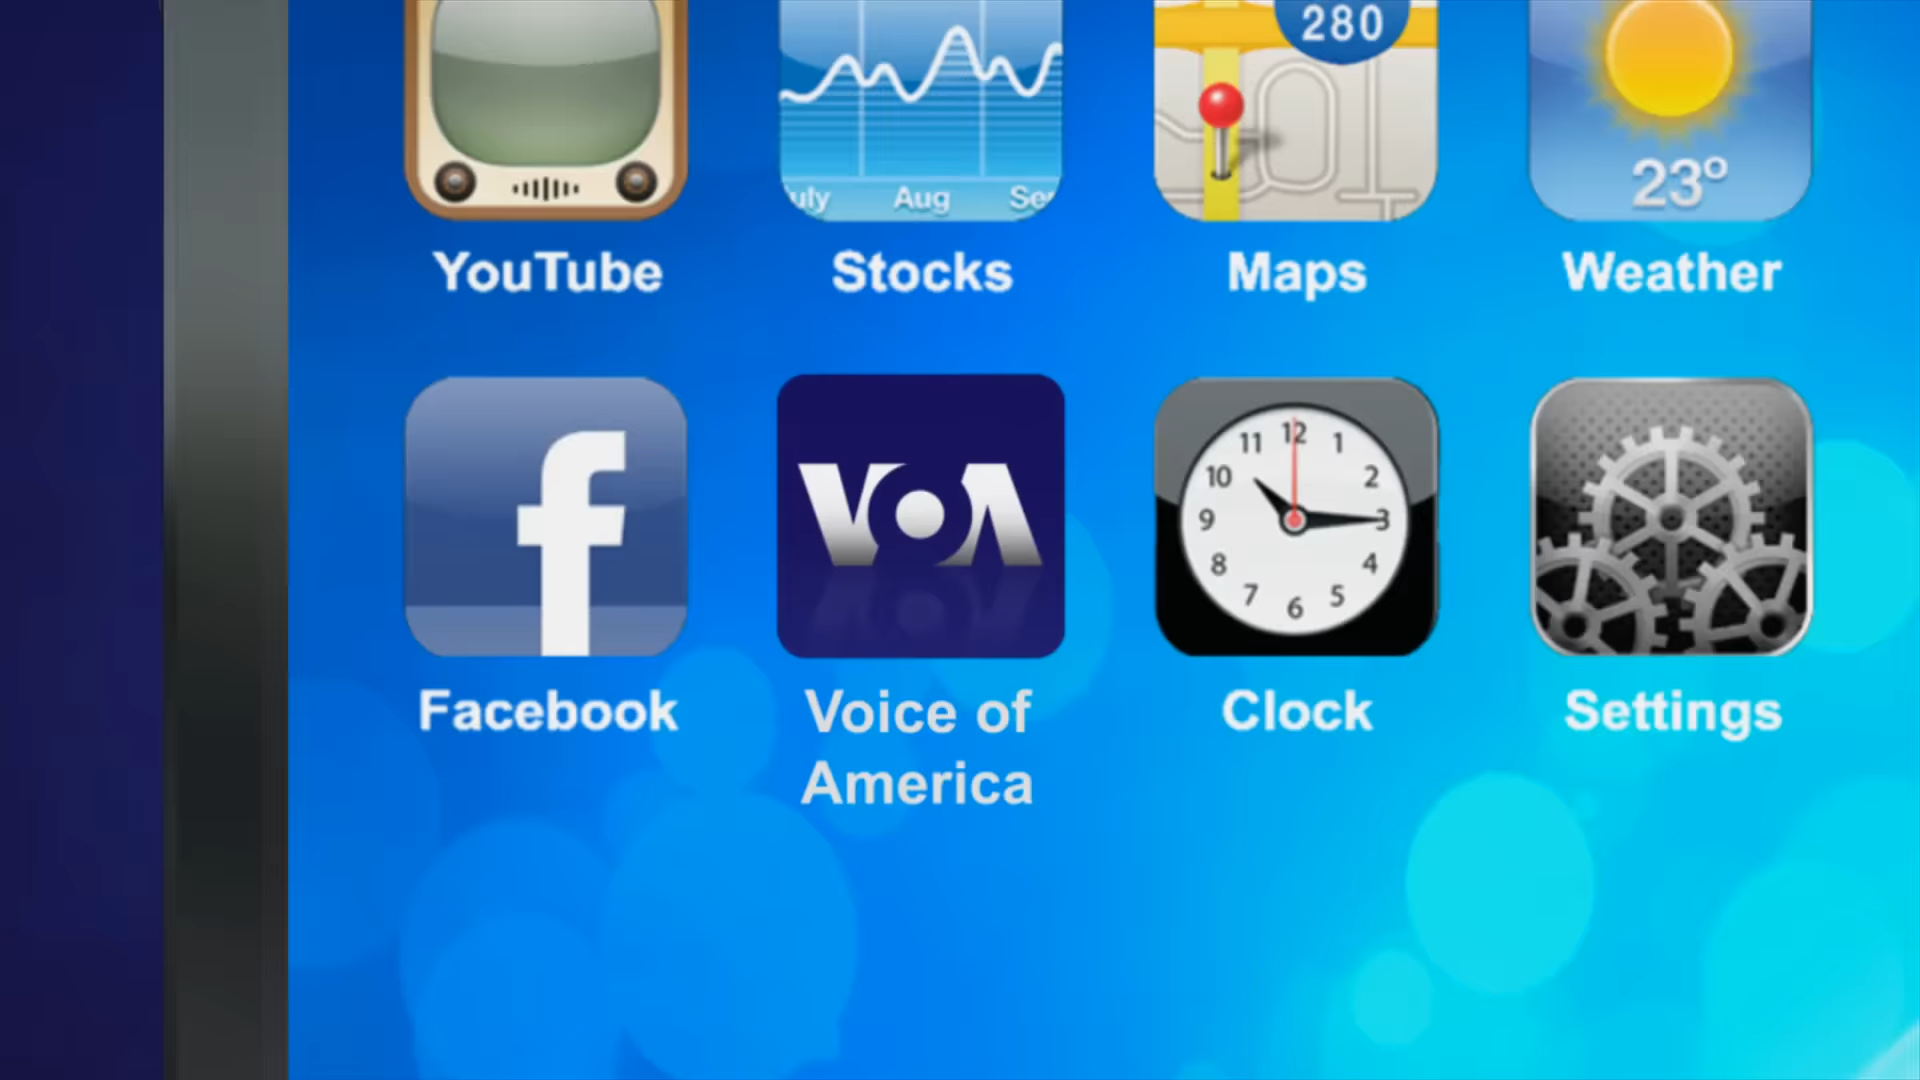 280
23°
July Aug Sep
YouTube Stocks Maps Weather
VOA
11 12 1
10 2
9 3
8 4
7 6 5
Facebook Voice of America Clock Settings